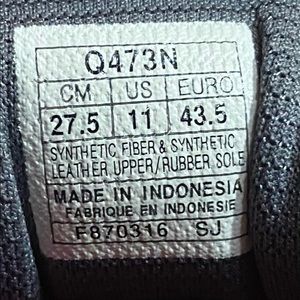 Q473N
CM US EURO
27.5 11 43.5
SYNTHETIC FIBER & SYNTHETIC
LEATHER UPPER/RUBBER SOLE
MADE IN INDONESIA
FABRIQUE EN INDONESIE
F870316 SJ